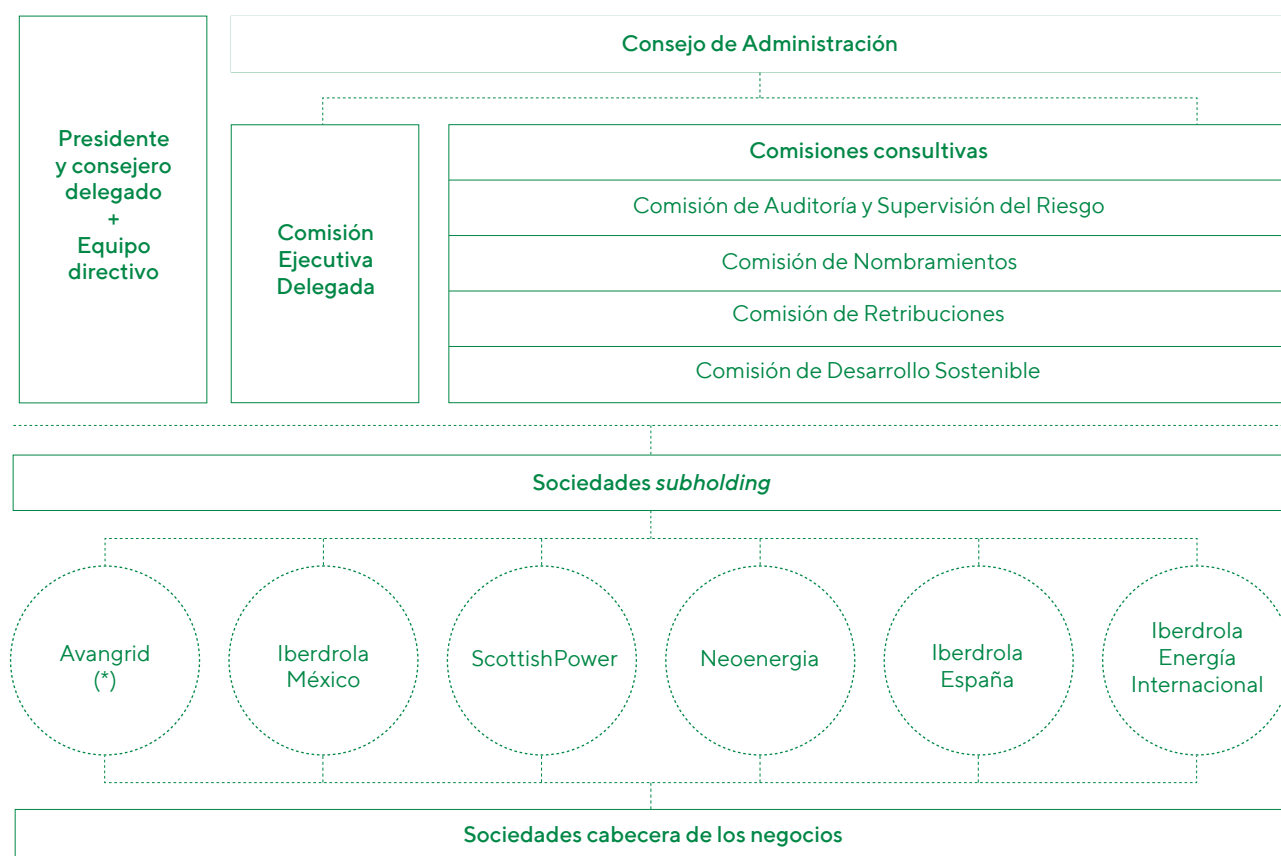 Consejo de Administración
Presidente
y consejero
delegado
+
Equipo
directivo
Comisión
Ejecutiva
Delegada
Comisiones consultivas
Comisión de Auditoría y Supervisión del Riesgo
Comisión de Nombramientos
Comisión de Retribuciones
Comisión de Desarrollo Sostenible
Sociedades subholding
Avangrid
(*)
Iberdrola
México
ScottishPower
Neoenergia
Iberdrola
España
Iberdrola
Energía
Internacional
Sociedades cabecera de los negocios